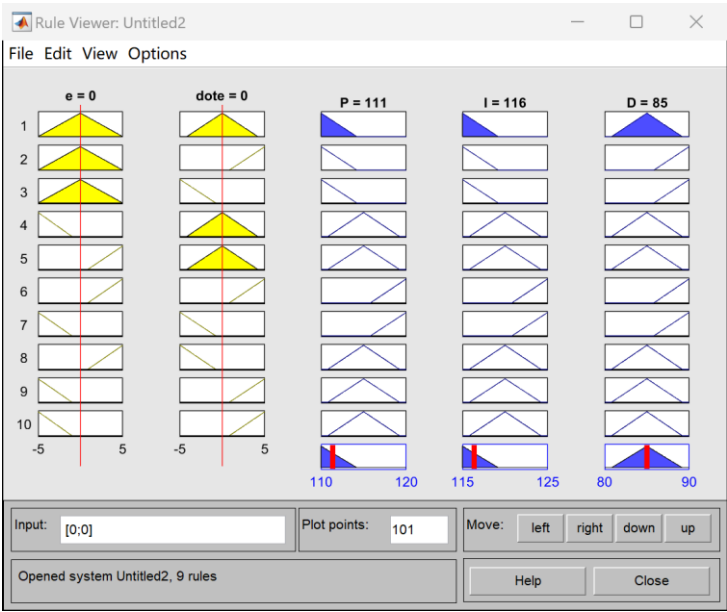 Rule Viewer: Untitled2
File Edit View Options
e = 0 dote = 0 P = 111 I = 116 D = 85
1
2
3
4
5
6
7
8
9
10
-5 5 -5 5
110 120 115 125 80 90
Input: [0;0] Plot points: 101 Move: left right down up
Opened system Untitled2, 9 rules Help Close